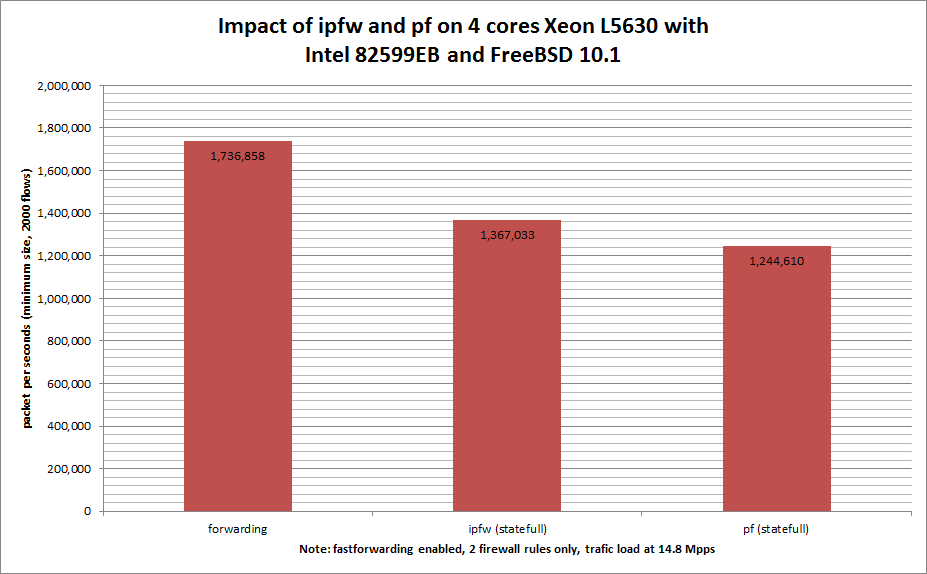 Impact of ipfw and pf on 4 cores Xeon L5630 with
Intel 82599EB and FreeBSD 10.1
packet per seconds (minimum size, 2000 flows)
2,000,000
1,800,000
1,600,000
1,400,000
1,200,000
1,000,000
800,000
600,000
400,000
200,000
0
1,736,858
1,367,033
1,244,610
forwarding
ipfw (statefull)
pf (statefull)
Note: fastforwarding enabled, 2 firewall rules only, trafic load at 14.8 Mpps